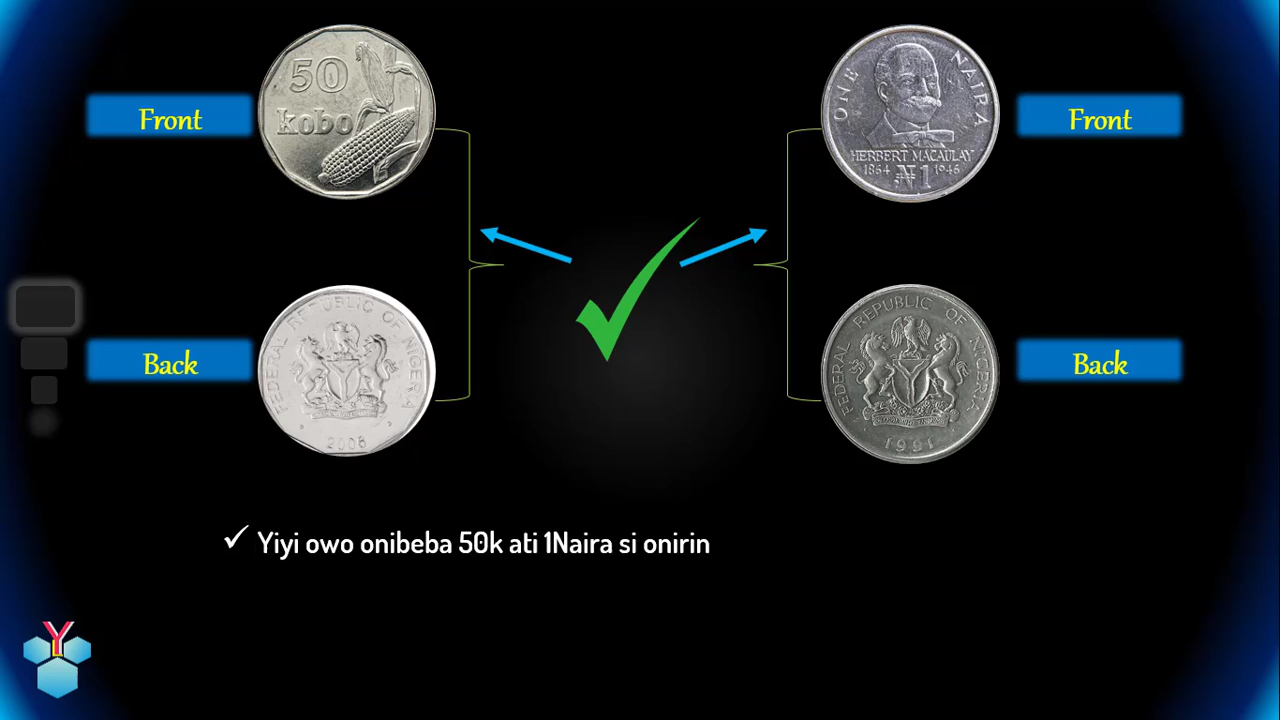 50
kobo
ONE NAIRA
HERBERT MACAULAY
1864 1946
₦1
Front
Front
FEDERAL REPUBLIC OF NIGERIA
2006
FEDERAL REPUBLIC OF NIGERIA
1991
Back
Back
✓ Yiyi owo onibeba 50k ati 1Naira si onirin
Y
L